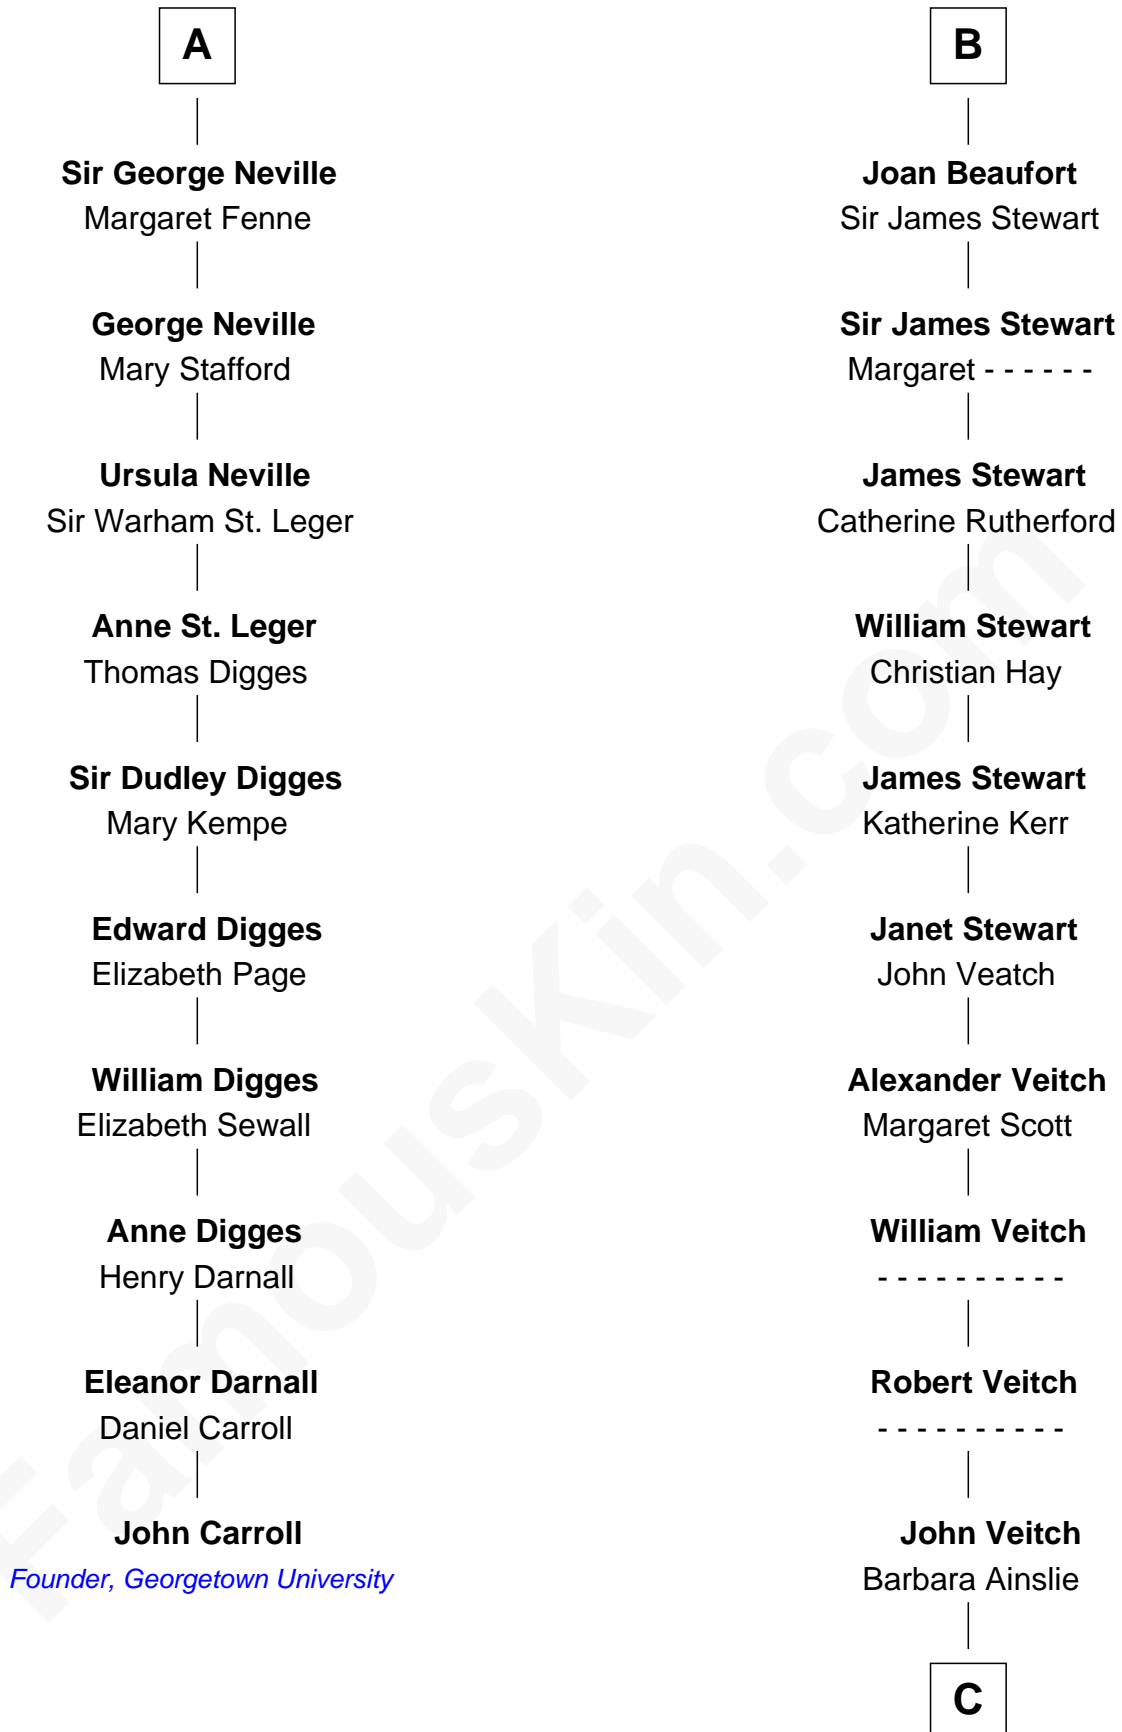 A
Sir George Neville
Margaret Fenne
George Neville
Mary Stafford
Ursula Neville
Sir Warham St. Leger
Anne St. Leger
Thomas Digges
Sir Dudley Digges
Mary Kempe
Edward Digges
Elizabeth Page
William Digges
Elizabeth Sewall
Anne Digges
Henry Darnall
Eleanor Darnall
Daniel Carroll
John Carroll
Founder, Georgetown University
B
Joan Beaufort
Sir James Stewart
Sir James Stewart
Margaret - - - - - -
James Stewart
Catherine Rutherford
William Stewart
Christian Hay
James Stewart
Katherine Kerr
Janet Stewart
John Veatch
Alexander Veitch
Margaret Scott
William Veitch
- - - - - - - - - -
Robert Veitch
- - - - - - - - - -
John Veitch
Barbara Ainslie
C
FamousKin.com